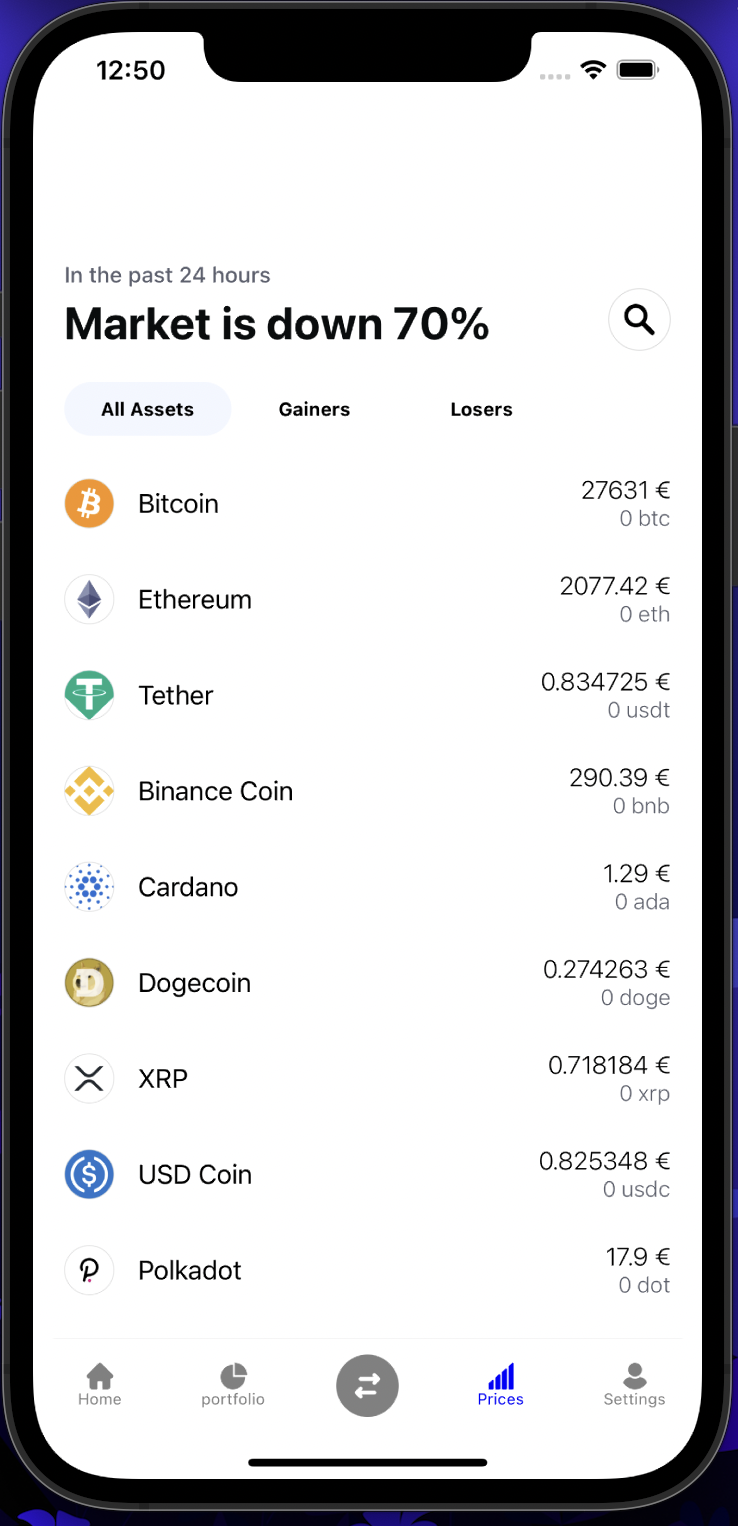 12:50
In the past 24 hours
Market is down 70%
All Assets Gainers Losers
Bitcoin 27631 €
0 btc
Ethereum 2077.42 €
0 eth
Tether 0.834725 €
0 usdt
Binance Coin 290.39 €
0 bnb
Cardano 1.29 €
0 ada
Dogecoin 0.274263 €
0 doge
XRP 0.718184 €
0 xrp
USD Coin 0.825348 €
0 usdc
Polkadot 17.9 €
0 dot
Home portfolio Prices Settings